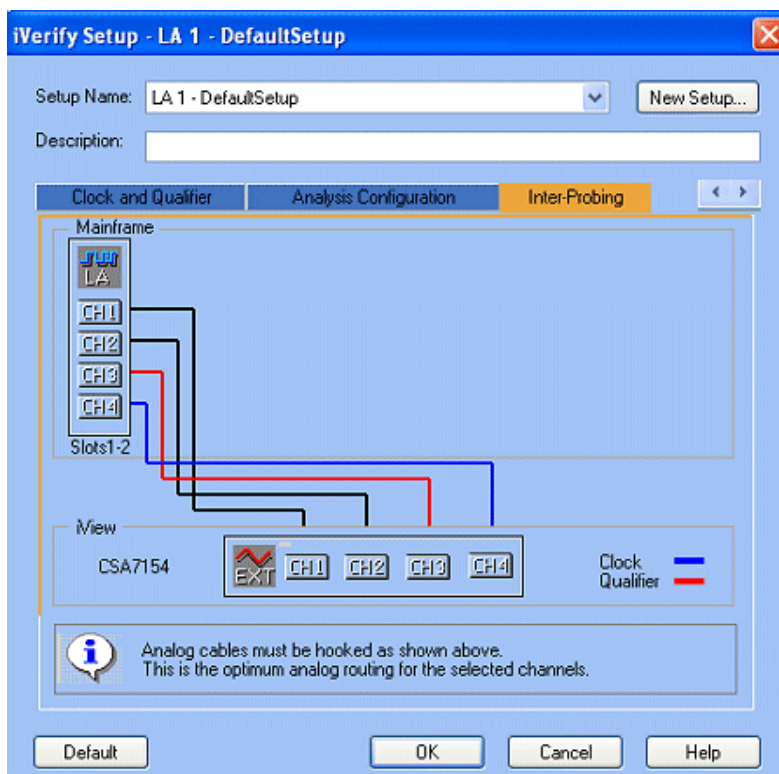 iVerify Setup - LA 1 - DefaultSetup
Setup Name: LA 1 - DefaultSetup New Setup...
Description:
Clock and Qualifier Analysis Configuration Inter-Probing
Mainframe
LA
CH1
CH2
CH3
CH4
Slots1-2
iView
CSA7154 EXT CH1 CH2 CH3 CH4 Clock
Qualifier
Analog cables must be hooked as shown above.
This is the optimum analog routing for the selected channels.
Default OK Cancel Help